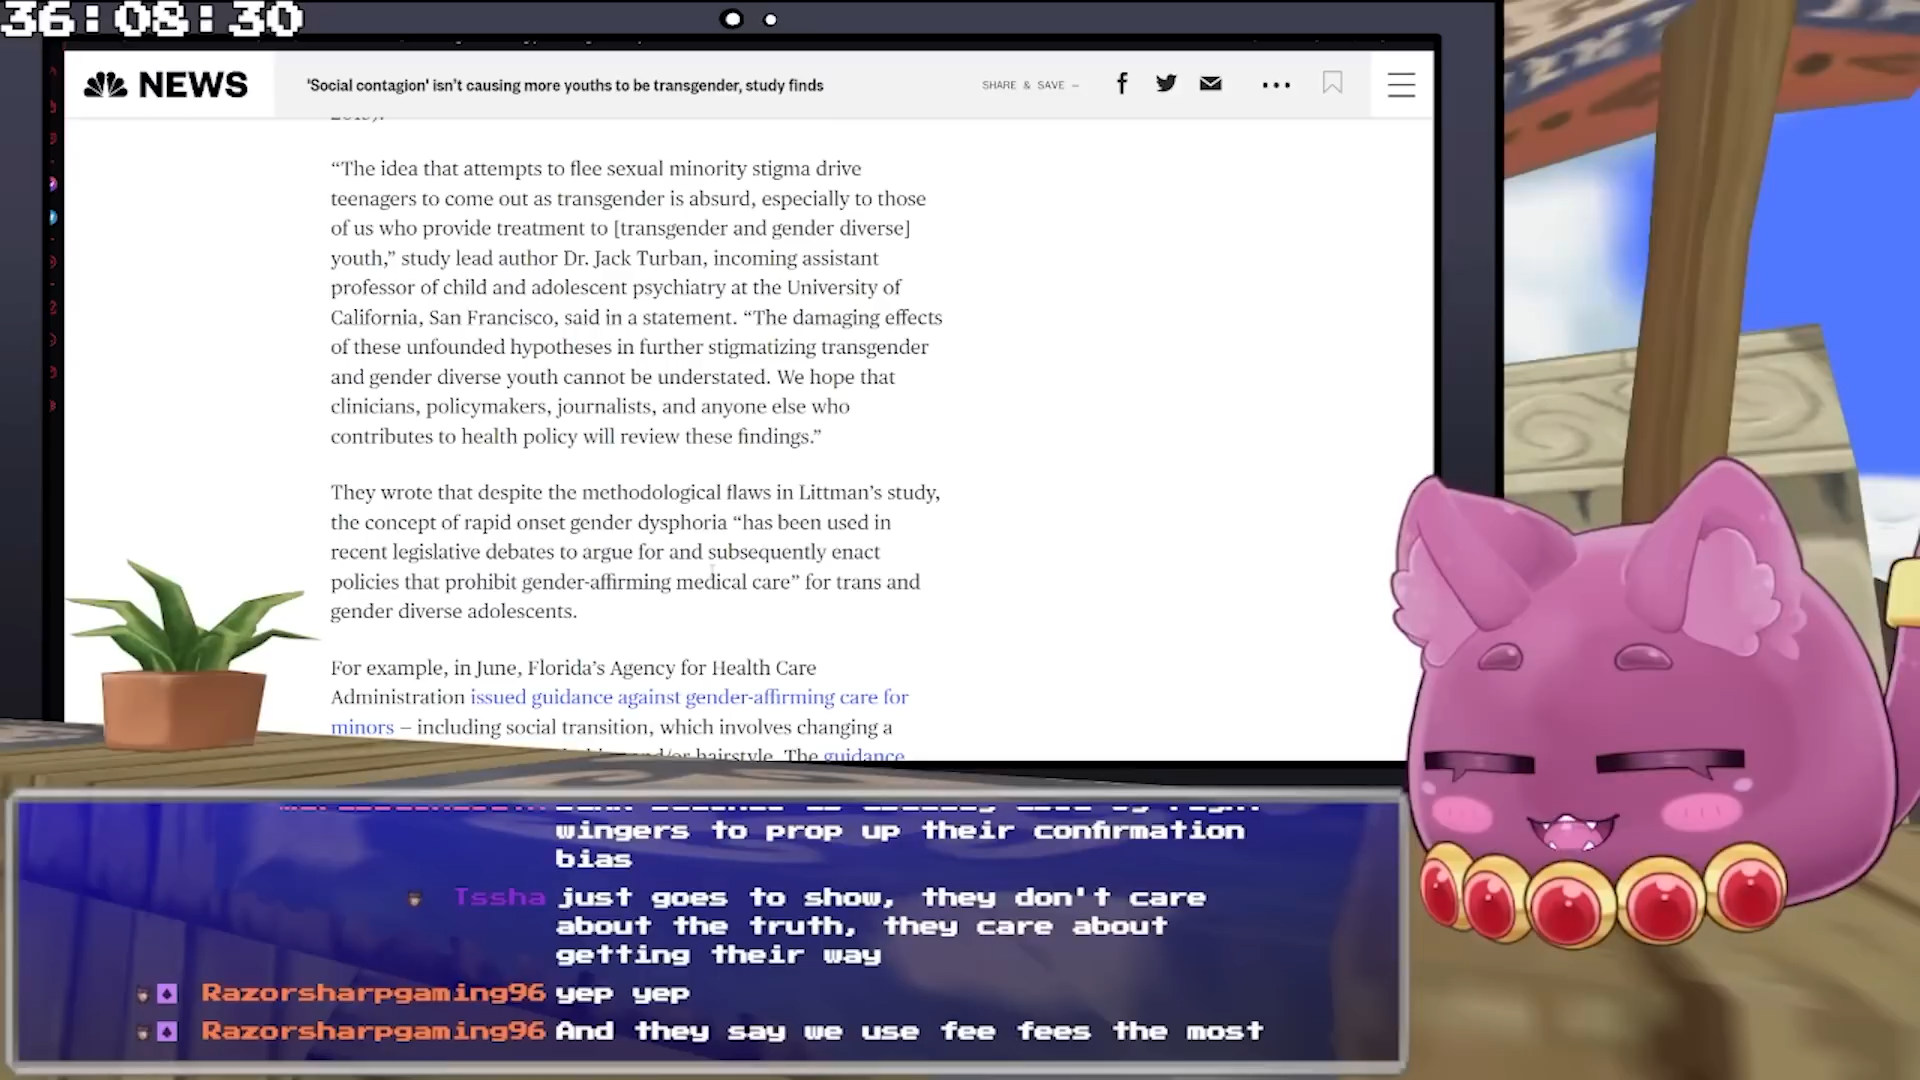 36:08:30
NEWS
'Social contagion' isn't causing more youths to be transgender, study finds
SHARE & SAVE –
“The idea that attempts to flee sexual minority stigma drive
teenagers to come out as transgender is absurd, especially to those
of us who provide treatment to [transgender and gender diverse]
youth,” study lead author Dr. Jack Turban, incoming assistant
professor of child and adolescent psychiatry at the University of
California, San Francisco, said in a statement. “The damaging effects
of these unfounded hypotheses in further stigmatizing transgender
and gender diverse youth cannot be understated. We hope that
clinicians, policymakers, journalists, and anyone else who
contributes to health policy will review these findings.”
They wrote that despite the methodological flaws in Littman’s study,
the concept of rapid onset gender dysphoria “has been used in
recent legislative debates to argue for and subsequently enact
policies that prohibit gender-affirming medical care” for trans and
gender diverse adolescents.
For example, in June, Florida’s Agency for Health Care
Administration issued guidance against gender-affirming care for
minors – including social transition, which involves changing a
hairstyle. The guidance
wingers to prop up their confirmation
bias
Tssha just goes to show, they don't care
about the truth, they care about
getting their way
Razorsharpgaming96 yep yep
Razorsharpgaming96 And they say we use fee fees the most